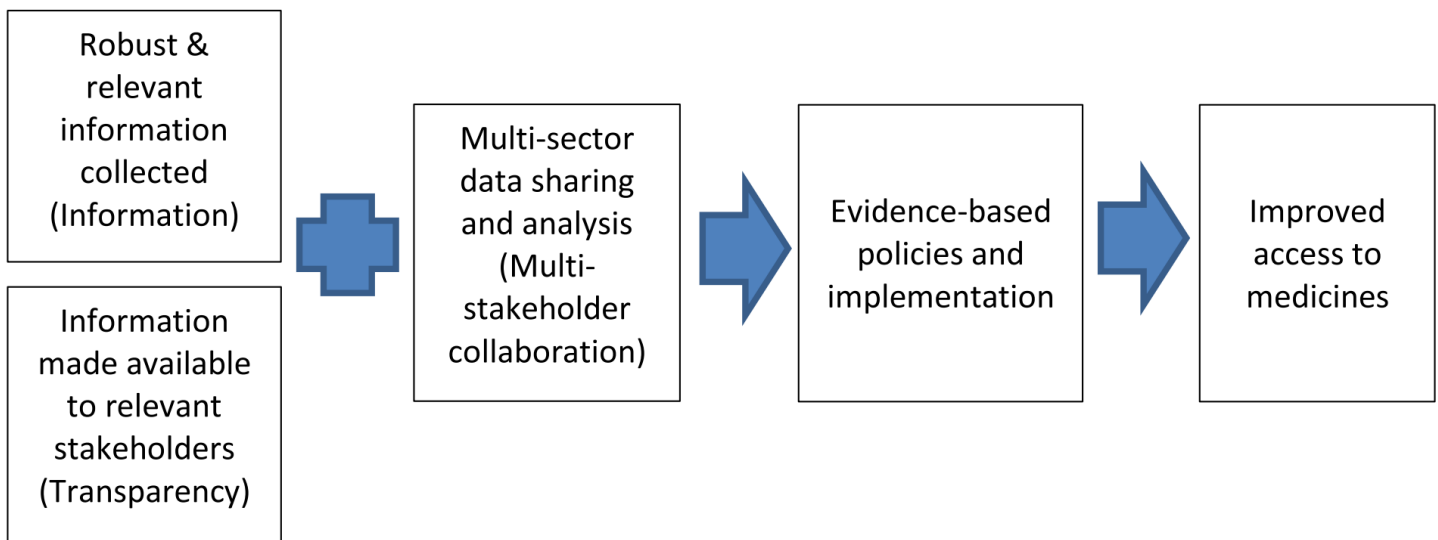 Robust &
relevant
information
collected
(Information)
Information
made available
to relevant
stakeholders
(Transparency)
Multi-sector
data sharing
and analysis
(Multi-
stakeholder
collaboration)
Evidence-based
policies and
implementation
Improved
access to
medicines